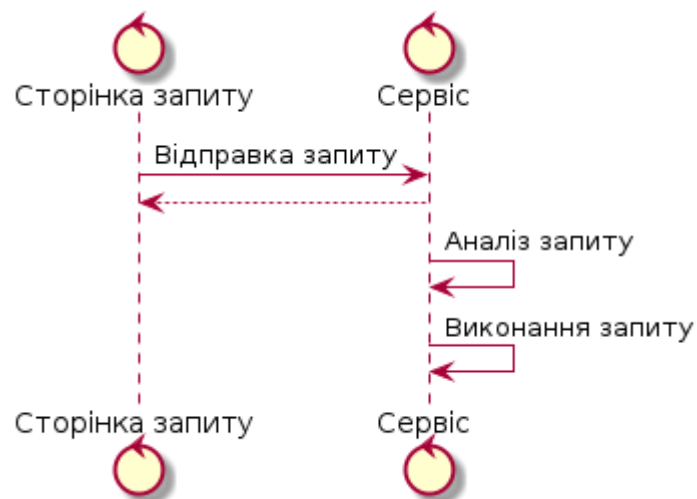 Сторінка запиту Сервіс
Відправка запиту
Аналіз запиту
Виконання запиту
Сторінка запиту Сервіс